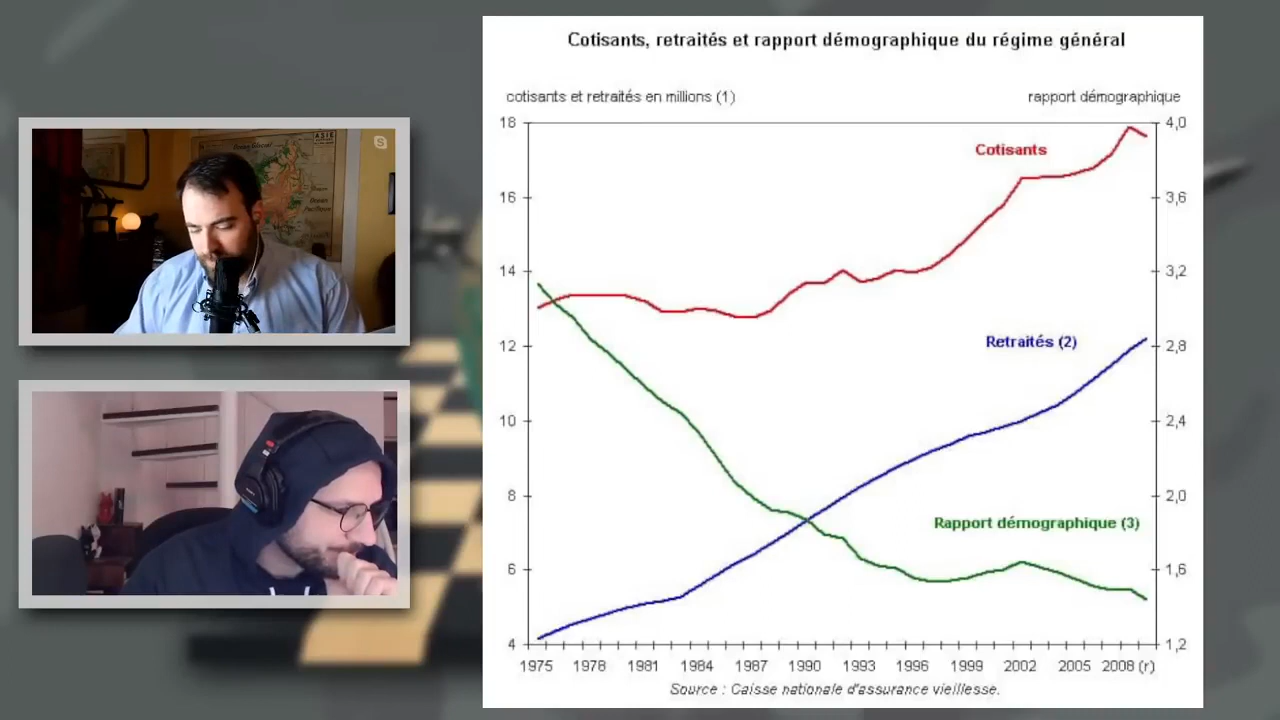 Cotisants, retraités et rapport démographique du régime général
cotisants et retraités en millions (1)
rapport démographique
18
4,0
Cotisants
16
3,6
14
3,2
12
Retraités (2)
2,8
10
2,4
8
2,0
Rapport démographique (3)
6
1,6
4
1,2
1975 1978 1981 1984 1987 1990 1993 1996 1999 2002 2005 2008 (r)
Source : Caisse nationale d'assurance vieillesse.
ASIE